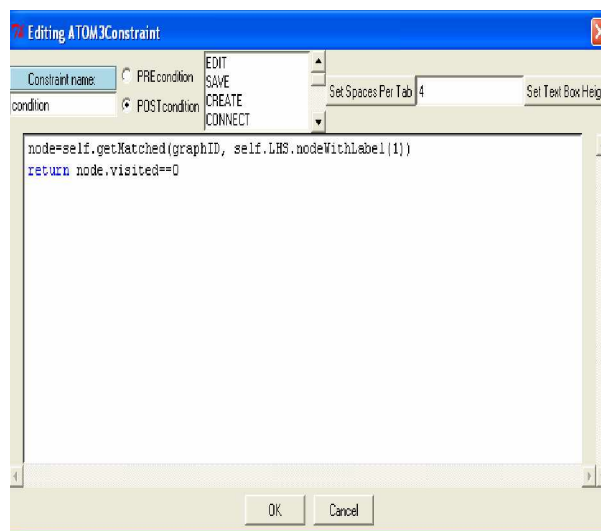 Editing ATOM3Constraint
Constraint name:
condition
PREcondition
POSTcondition
EDIT
SAVE
CREATE
CONNECT
Set Spaces Per Tab
4
Set Text Box Heig
node=self.getMatched(graphID, self.LHS.nodeWithLabel(1))
return node.visited==0
OK
Cancel